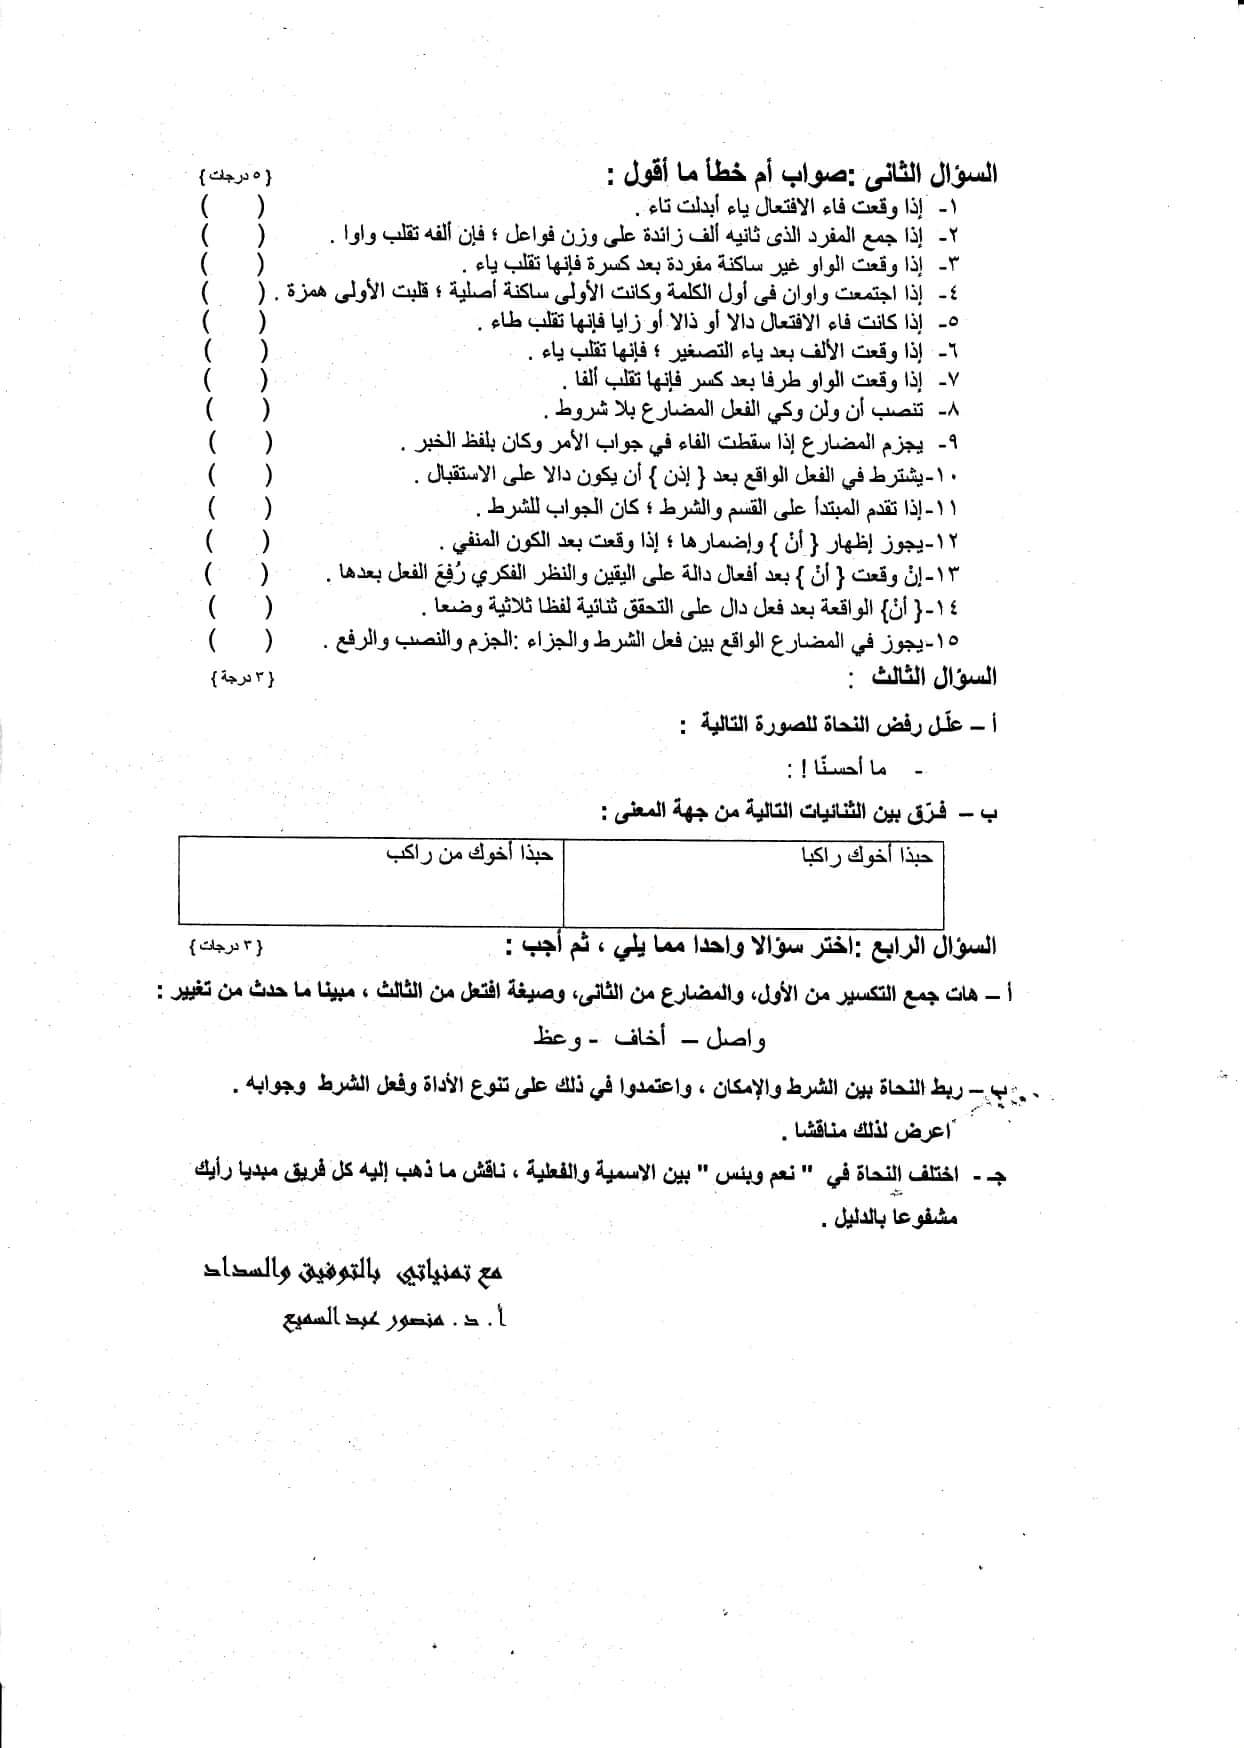 السؤال الثانى :صواب أم خطأ ما أقول : {٥ درجات}
١- إذا وقعت فاء الافتعال ياء أبدلت تاء . ( )
٢- إذا جمع المفرد الذى ثانيه ألف زائدة على وزن فواعل ؛ فإن ألفه تقلب واوا . ( )
٣- إذا وقعت الواو غير ساكنة مفردة بعد كسرة فإنها تقلب ياء . ( )
٤- إذا اجتمعت واوان فى أول الكلمة وكانت الأولى ساكنة أصلية ؛ قلبت الأولى همزة . ( )
٥- إذا كانت فاء الافتعال دالا أو ذالا أو زايا فإنها تقلب طاء . ( )
٦- إذا وقعت الألف بعد ياء التصغير ؛ فإنها تقلب ياء . ( )
٧- إذا وقعت الواو طرفا بعد كسر فإنها تقلب ألفا . ( )
٨- تنصب أن ولن وكي الفعل المضارع بلا شروط . ( )
٩- يجزم المضارع إذا سقطت الفاء في جواب الأمر وكان بلفظ الخبر . ( )
١٠-يشترط في الفعل الواقع بعد { إذن } أن يكون دالا على الاستقبال . ( )
١١-إذا تقدم المبتدأ على القسم والشرط ؛ كان الجواب للشرط . ( )
١٢-يجوز إظهار { أنْ } وإضمارها ؛ إذا وقعت بعد الكون المنفي . ( )
١٣-إنْ وقعت { أنْ } بعد أفعال دالة على اليقين والنظر الفكري رُفِعَ الفعل بعدها . ( )
١٤-{ أنْ} الواقعة بعد فعل دال على التحقق ثنائية لفظا ثلاثية وضعا . ( )
١٥-يجوز في المضارع الواقع بين فعل الشرط والجزاء :الجزم والنصب والرفع . ( )
السؤال الثالث : {٣ درجة}
أ – علّل رفض النحاة للصورة التالية :
- ما أحسنّا ! :
ب – فرّق بين الثنائيات التالية من جهة المعنى :
حبذا أخوك راكبا حبذا أخوك من راكب
السؤال الرابع :اختر سؤالا واحدا مما يلي ، ثم أجب : {٣ درجات}
أ – هات جمع التكسير من الأول، والمضارع من الثانى، وصيغة افتعل من الثالث ، مبينا ما حدث من تغيير :
واصل – أخاف - وعظ
ب – ربط النحاة بين الشرط والإمكان ، واعتمدوا في ذلك على تنوع الأداة وفعل الشرط وجوابه .
اعرض لذلك مناقشا .
جـ - اختلف النحاة في " نعم وبئس " بين الاسمية والفعلية ، ناقش ما ذهب إليه كل فريق مبديا رأيك
مشفوعا بالدليل .
مع تمنياتي بالتوفيق والسداد
أ. د. منصور عبد السميع